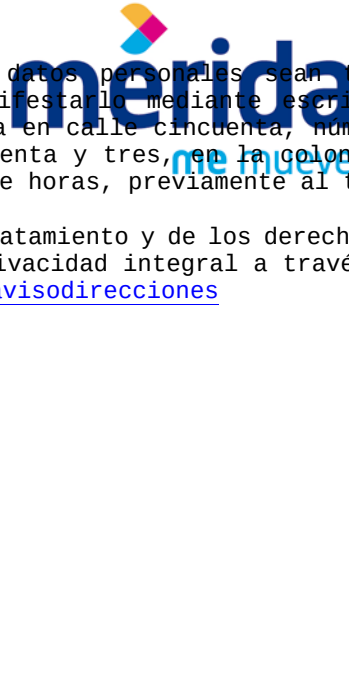 mérida
me mueve
datos personales sean
ifestarlo mediante escri
a en calle cincuenta, núm
enta y tres, en la colon
e horas, previamente al t
atamiento y de los derech
ivacidad integral a travé
avisodirecciones